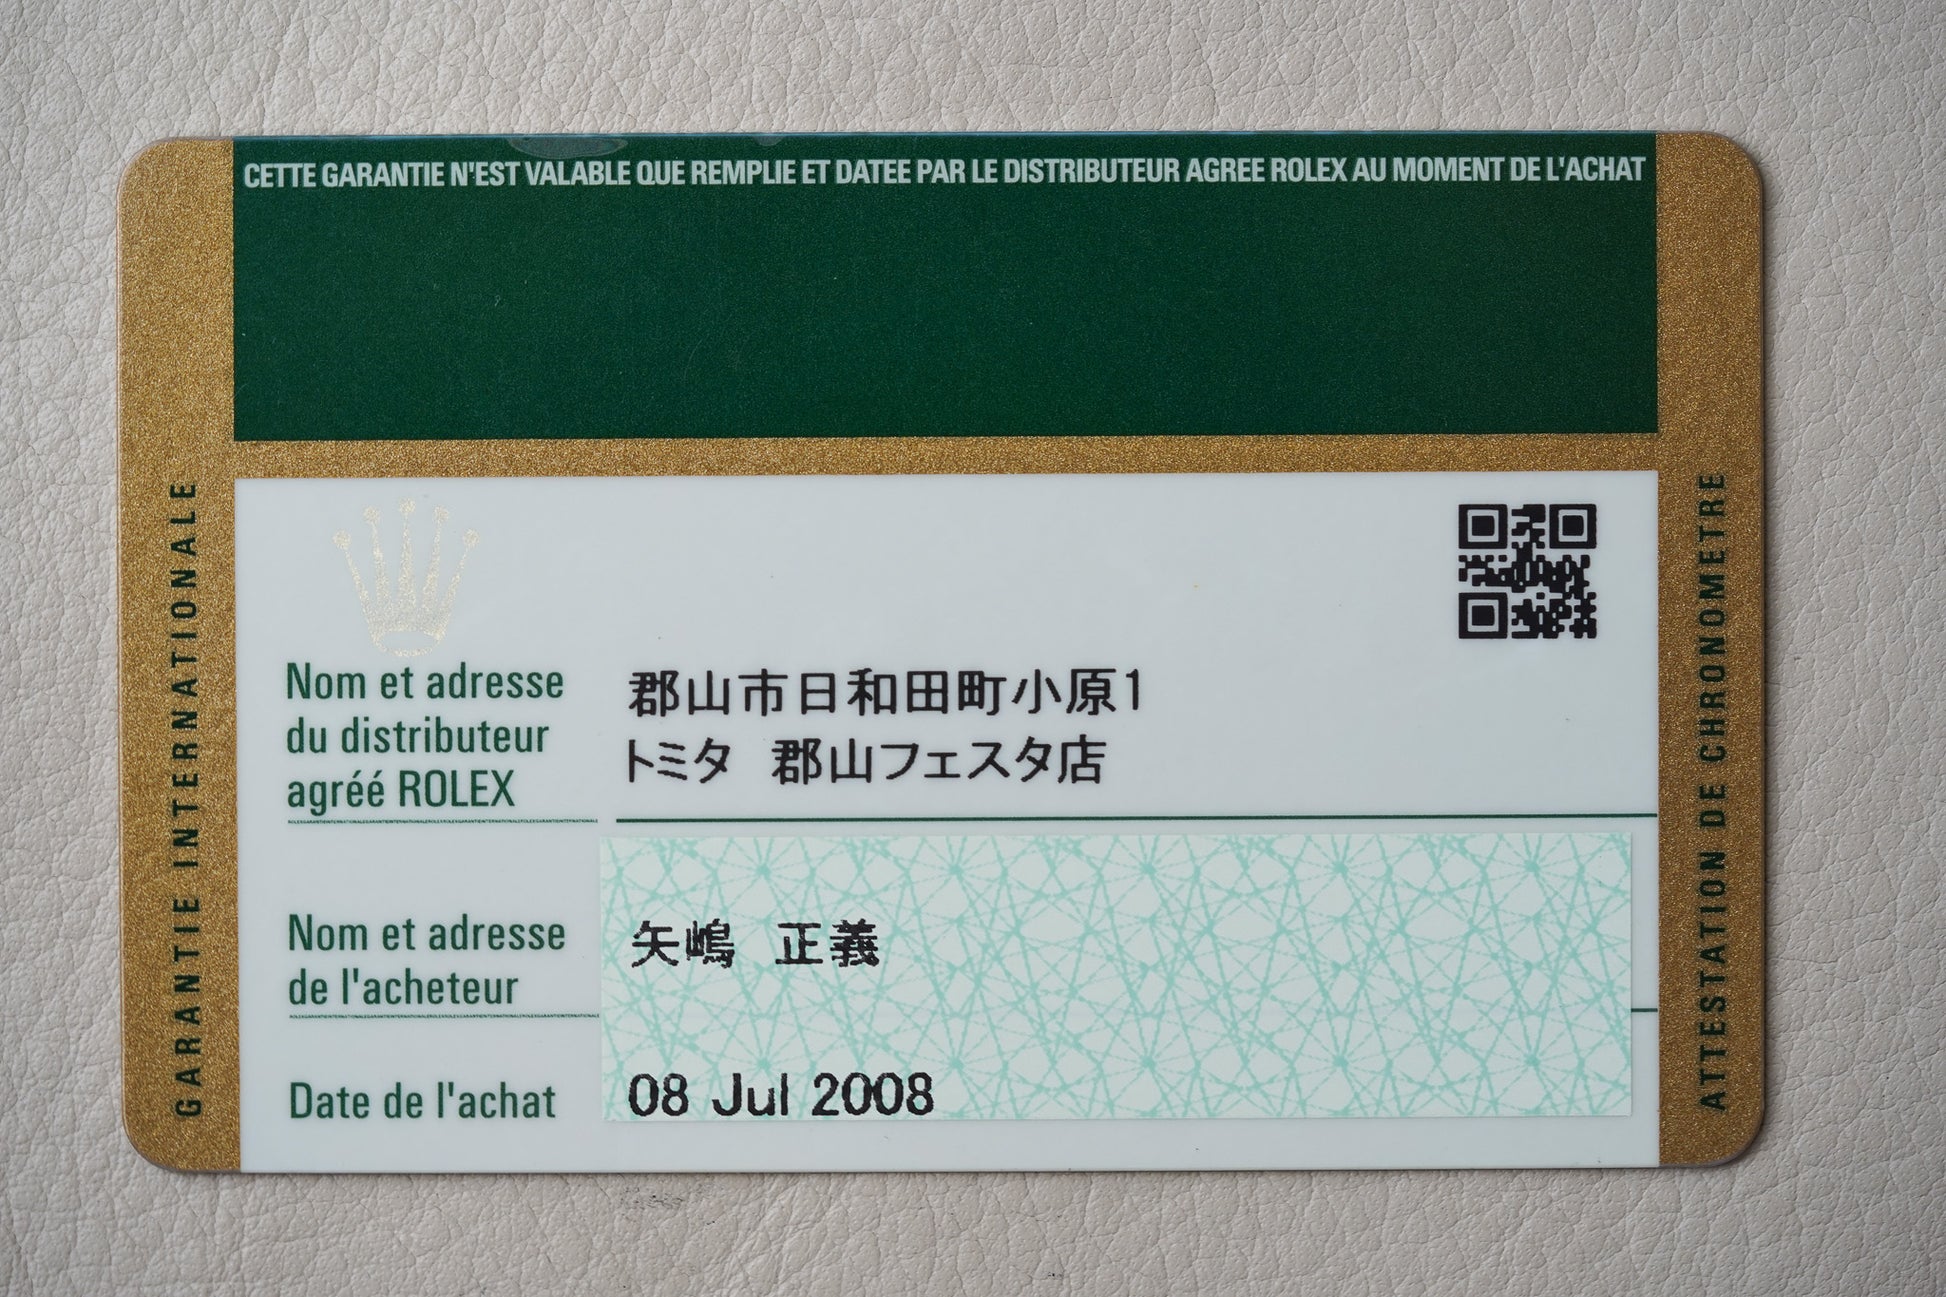 CETTE GARANTIE N'EST VALABLE QUE REMPLIE ET DATEE PAR LE DISTRIBUTEUR AGREE ROLEX AU MOMENT DE L'ACHAT
GARANTIE INTERNATIONALE
Nom et adresse
du distributeur
agréé ROLEX
郡山市日和田町小原1
トミタ 郡山フェスタ店
Nom et adresse
de l'acheteur
矢嶋 正義
Date de l'achat
08 Jul 2008
ATTESTATION DE CHRONOMETRE